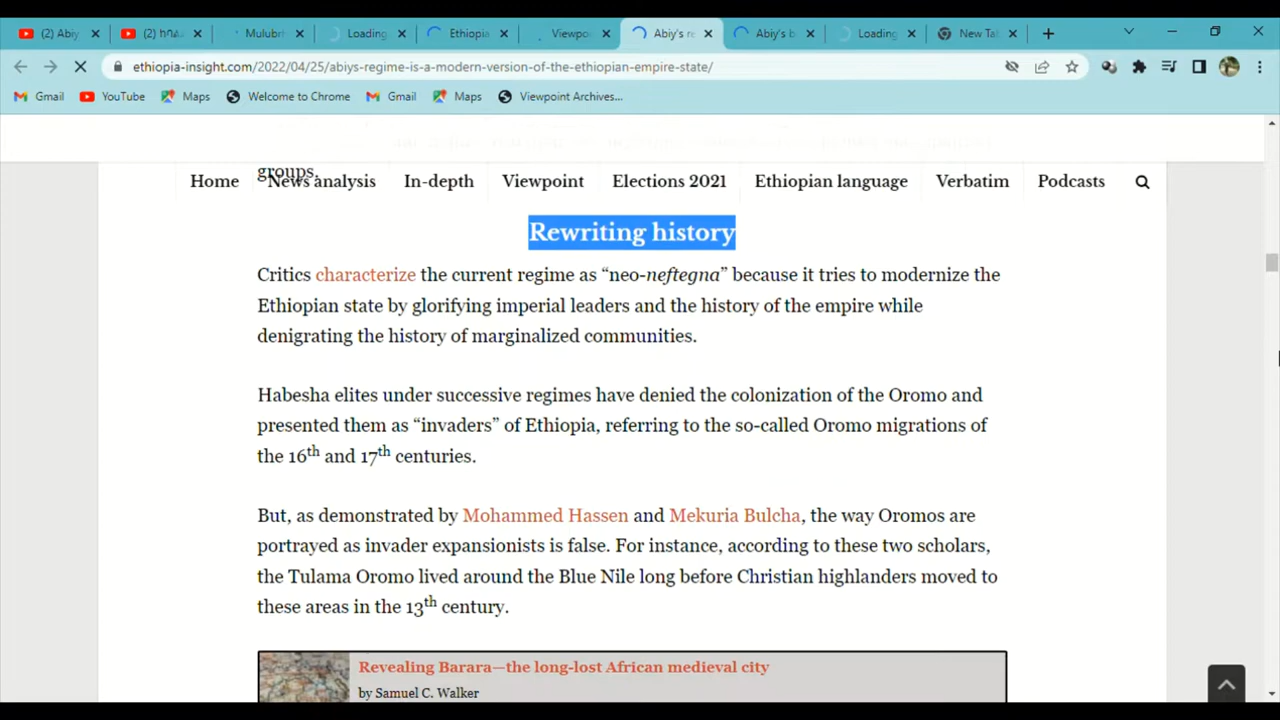 (2) Abiy
(2) ከባሕ
Mulubri
Loading
Ethiopia
Viewpo
Abiy's re
Abiy's b
Loading
New Tab
ethiopia-insight.com/2022/04/25/abiys-regime-is-a-modern-version-of-the-ethiopian-empire-state/
Gmail YouTube Maps Welcome to Chrome Gmail Maps Viewpoint Archives...
groups.
Home News analysis In-depth Viewpoint Elections 2021 Ethiopian language Verbatim Podcasts
Rewriting history
Critics characterize the current regime as “neo-neftegna” because it tries to modernize the
Ethiopian state by glorifying imperial leaders and the history of the empire while
denigrating the history of marginalized communities.
Habesha elites under successive regimes have denied the colonization of the Oromo and
presented them as “invaders” of Ethiopia, referring to the so-called Oromo migrations of
the 16th and 17th centuries.
But, as demonstrated by Mohammed Hassen and Mekuria Bulcha, the way Oromos are
portrayed as invader expansionists is false. For instance, according to these two scholars,
the Tulama Oromo lived around the Blue Nile long before Christian highlanders moved to
these areas in the 13th century.
Revealing Barara—the long-lost African medieval city
by Samuel C. Walker